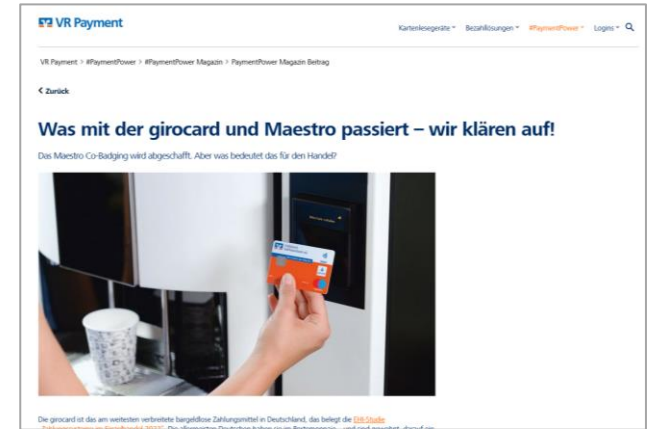 VR Payment
Kartenlesegeräte Bezahllösungen #PaymentPower Logins
VR Payment > #PaymentPower > #PaymentPower Magazin > PaymentPower Magazin Beitrag
< Zurück
Was mit der girocard und Maestro passiert – wir klären auf!
Das Maestro Co-Badging wird abgeschafft. Aber was bedeutet das für den Handel?
Die girocard ist das am weitesten verbreitete bargeldlose Zahlungsmittel in Deutschland, das belegt die EHI-Studie